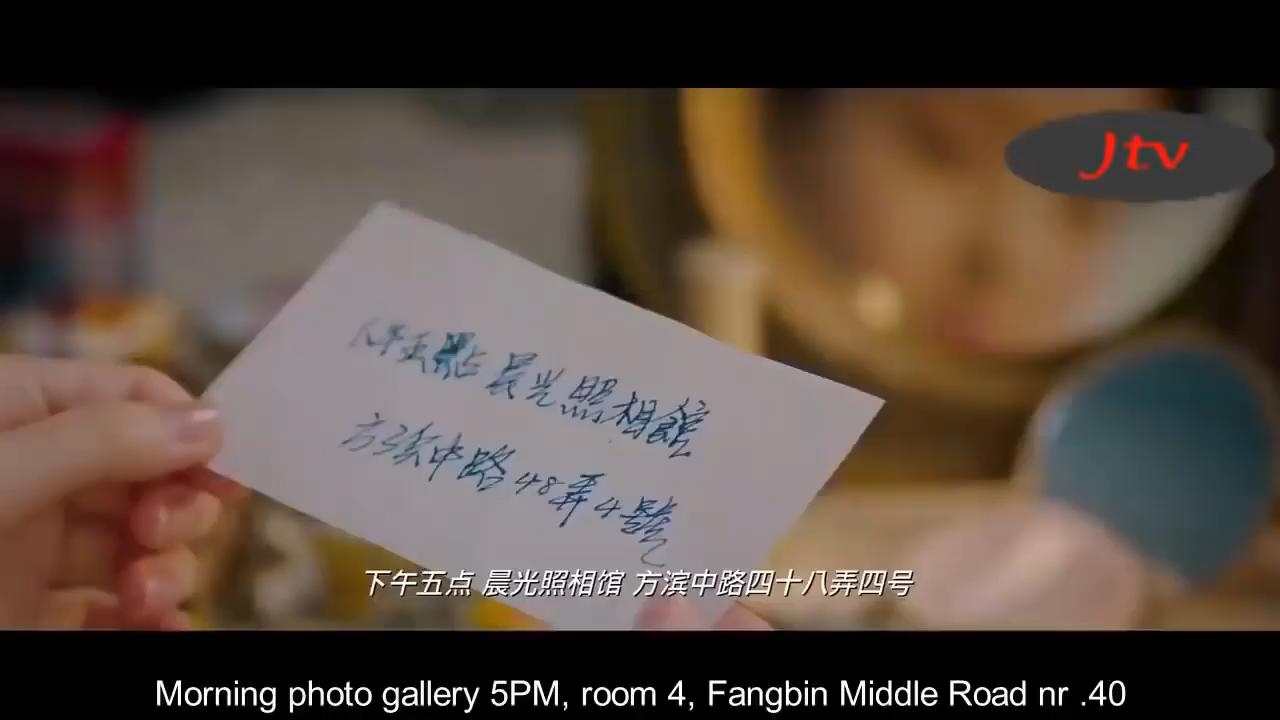 Jtv
下午五點 晨光照相館
方浜中路48弄4號
下午五点 晨光照相馆 方滨中路四十八弄四号
Morning photo gallery 5PM, room 4, Fangbin Middle Road nr .40